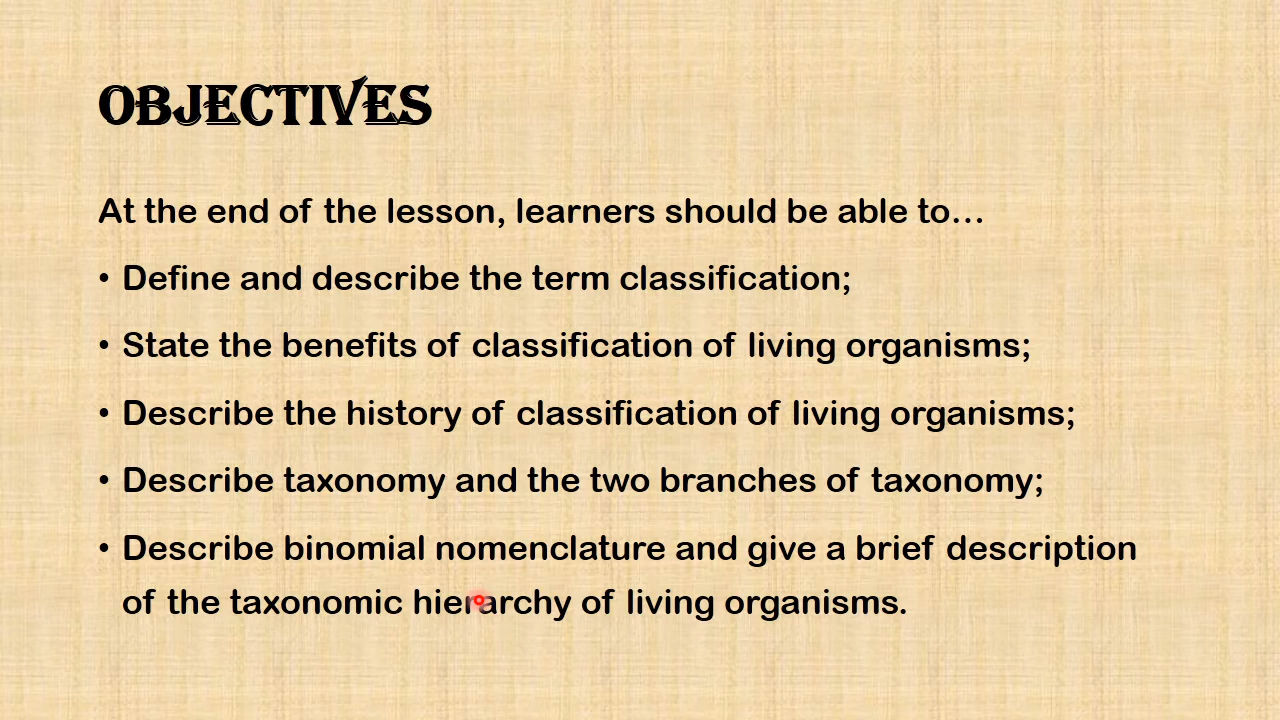 OBJECTIVES
At the end of the lesson, learners should be able to…
• Define and describe the term classification;
• State the benefits of classification of living organisms;
• Describe the history of classification of living organisms;
• Describe taxonomy and the two branches of taxonomy;
• Describe binomial nomenclature and give a brief description
of the taxonomic hierarchy of living organisms.